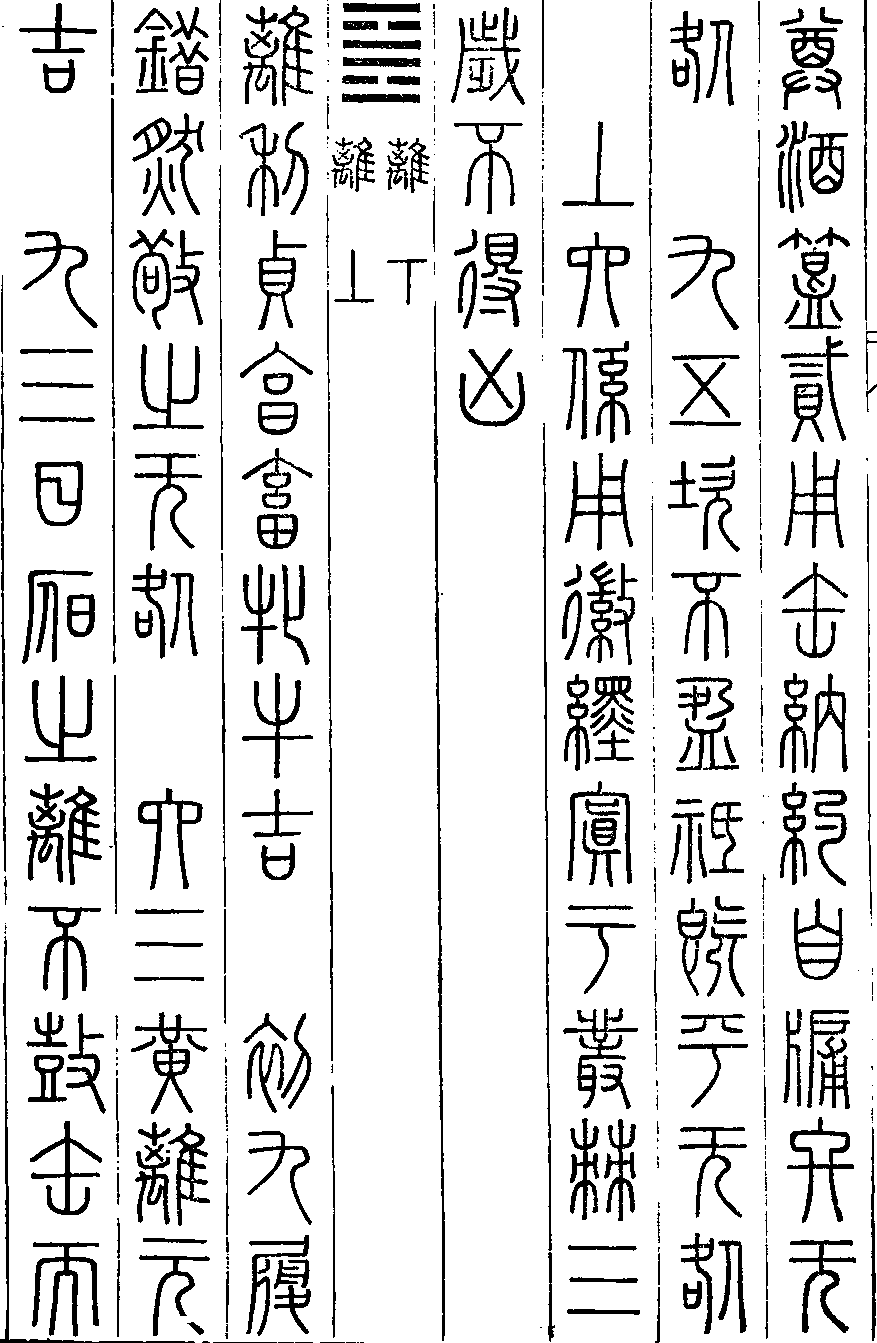 尊酒簋貳用缶納約自牖終无
咎 九五坎不盈祇既平无咎
上六係用徽纆寘于叢棘三
歲不得凶
䷝ 離下離上
離利貞亨畜牝牛吉 初九履
錯然敬之无咎 六二黃離元
吉 九三日昃之離不鼓缶而